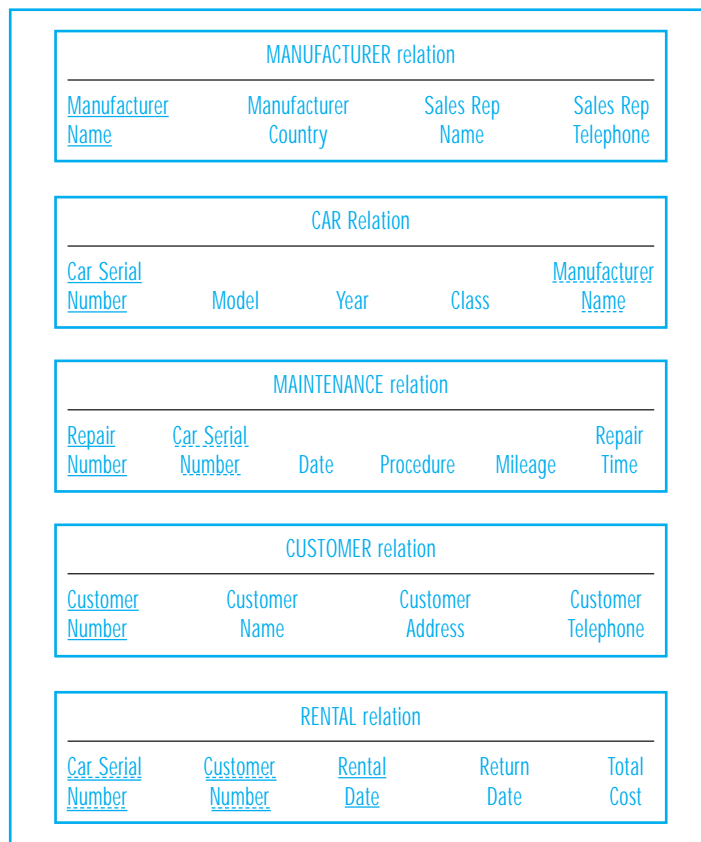 MANUFACTURER relation
Manufacturer Manufacturer Sales Rep Sales Rep
Name Country Name Telephone
CAR Relation
Car Serial Manufacturer
Number Model Year Class Name
MAINTENANCE relation
Repair Car Serial Repair
Number Number Date Procedure Mileage Time
CUSTOMER relation
Customer Customer Customer Customer
Number Name Address Telephone
RENTAL relation
Car Serial Customer Rental Return Total
Number Number Date Date Cost